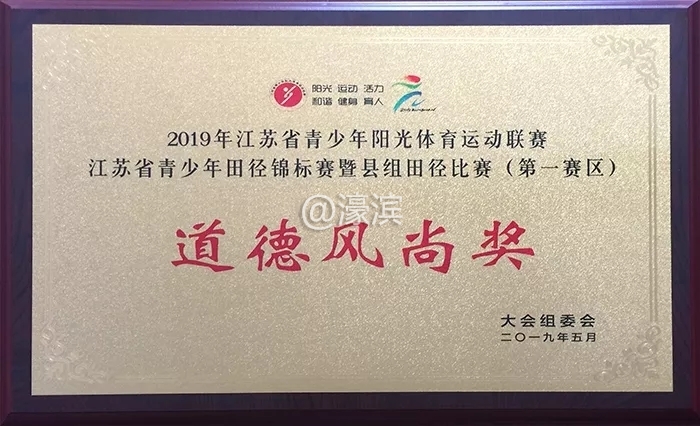 阳光 运动 活力
和谐 健身 育人
2019年江苏省青少年阳光体育运动联赛
江苏省青少年田径锦标赛暨县组田径比赛（第一赛区）
@濠滨
道德风尚奖
大会组委会
二〇一九年五月